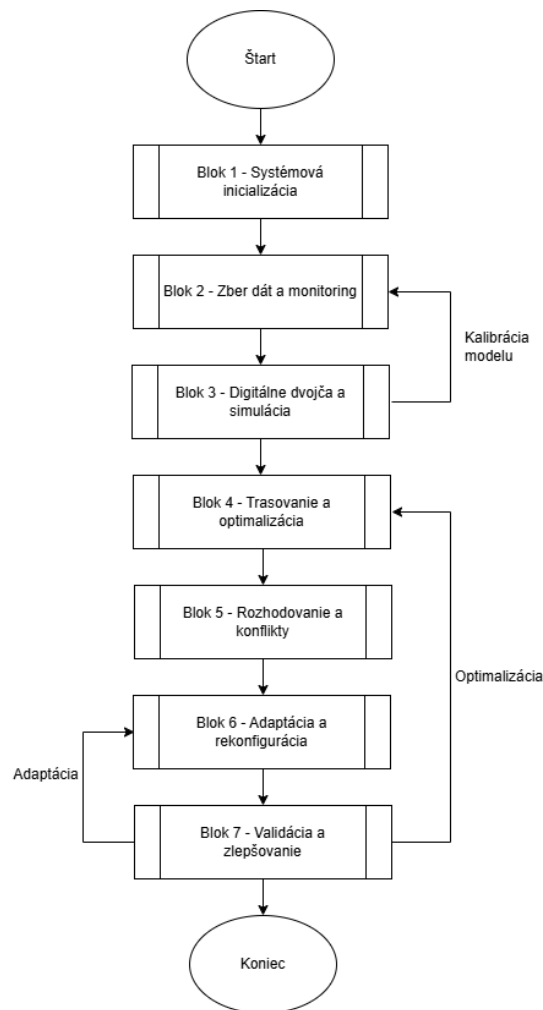 Štart
Blok 1 - Systémová
inicializácia
Blok 2 - Zber dát a monitoring
Kalibrácia
modelu
Blok 3 - Digitálne dvojča a
simulácia
Blok 4 - Trasovanie a
optimalizácia
Blok 5 - Rozhodovanie a
konflikty
Optimalizácia
Blok 6 - Adaptácia a
rekonfigurácia
Adaptácia
Blok 7 - Validácia a
zlepšovanie
Koniec